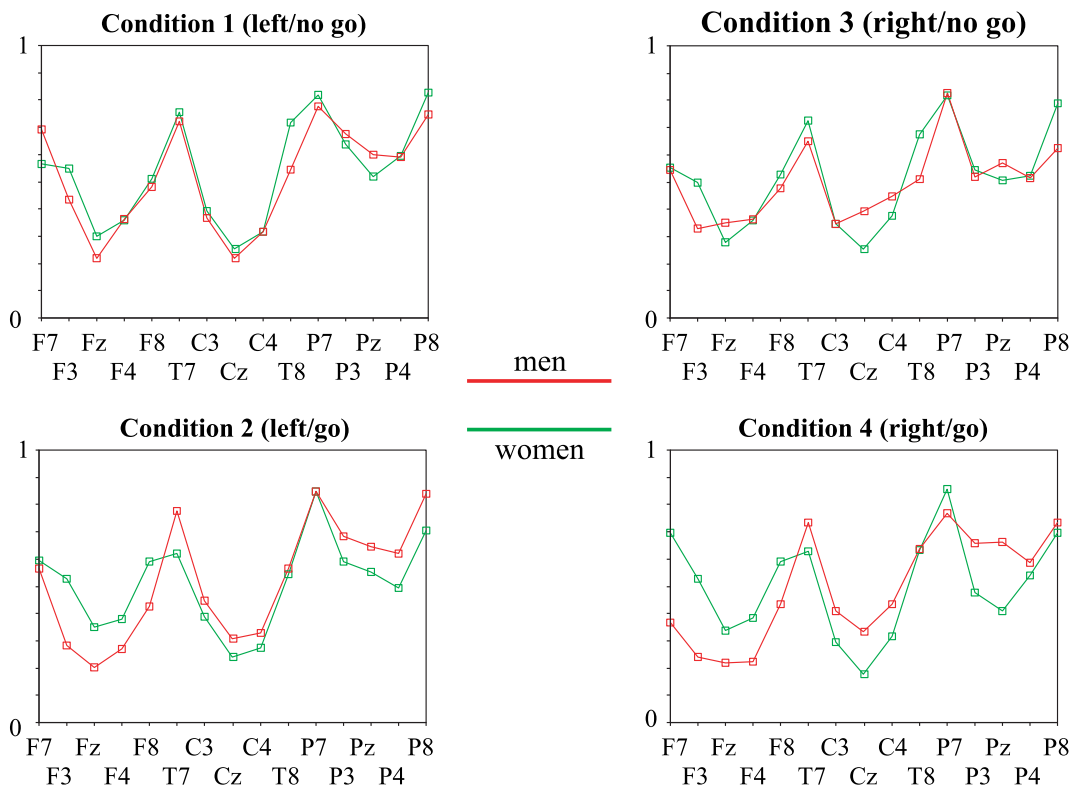 Condition 1 (left/no go)
1
0
F7 Fz F8 C3 C4 P7 Pz P8
F3 F4 T7 Cz T8 P3 P4
Condition 3 (right/no go)
1
0
F7 Fz F8 C3 C4 P7 Pz P8
F3 F4 T7 Cz T8 P3 P4
men
women
Condition 2 (left/go)
1
0
F7 Fz F8 C3 C4 P7 Pz P8
F3 F4 T7 Cz T8 P3 P4
Condition 4 (right/go)
1
0
F7 Fz F8 C3 C4 P7 Pz P8
F3 F4 T7 Cz T8 P3 P4